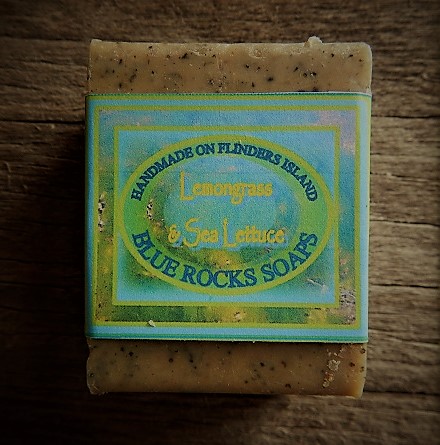 HANDMADE ON FLINDERS ISLAND
Lemongrass
& Sea Lettuce
BLUE ROCKS SOAPS